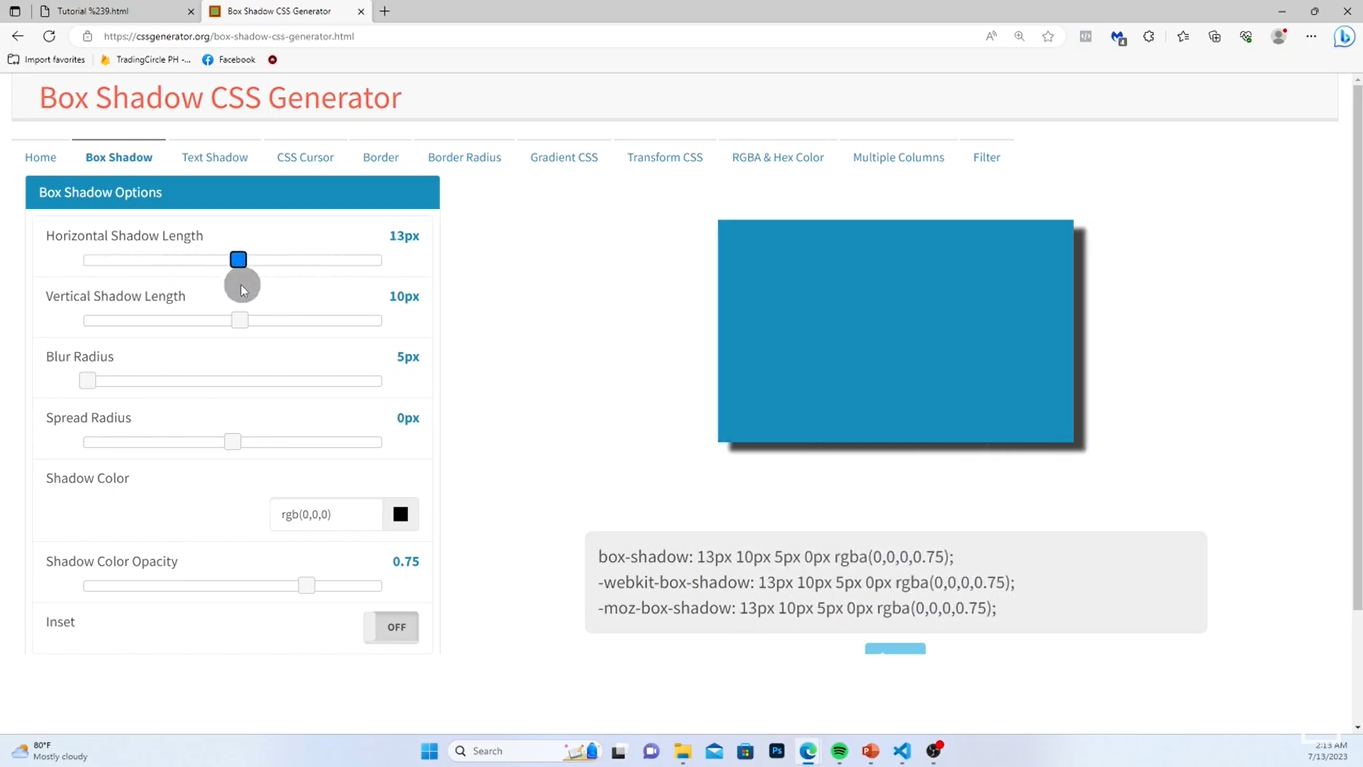 Tutorial %239.html
Box Shadow CSS Generator
https://cssgenerator.org/box-shadow-css-generator.html
Import favorites
TradingCircle PH -...
Facebook
Box Shadow CSS Generator
Home
Box Shadow
Text Shadow
CSS Cursor
Border
Border Radius
Gradient CSS
Transform CSS
RGBA & Hex Color
Multiple Columns
Filter
Box Shadow Options
Horizontal Shadow Length 13px
Vertical Shadow Length 10px
Blur Radius 5px
Spread Radius 0px
Shadow Color
rgb(0,0,0)
Shadow Color Opacity 0.75
Inset OFF
box-shadow: 13px 10px 5px 0px rgba(0,0,0,0.75);
-webkit-box-shadow: 13px 10px 5px 0px rgba(0,0,0,0.75);
-moz-box-shadow: 13px 10px 5px 0px rgba(0,0,0,0.75);
80°F
Mostly cloudy
Search
Ps
2:13 AM
7/13/2023